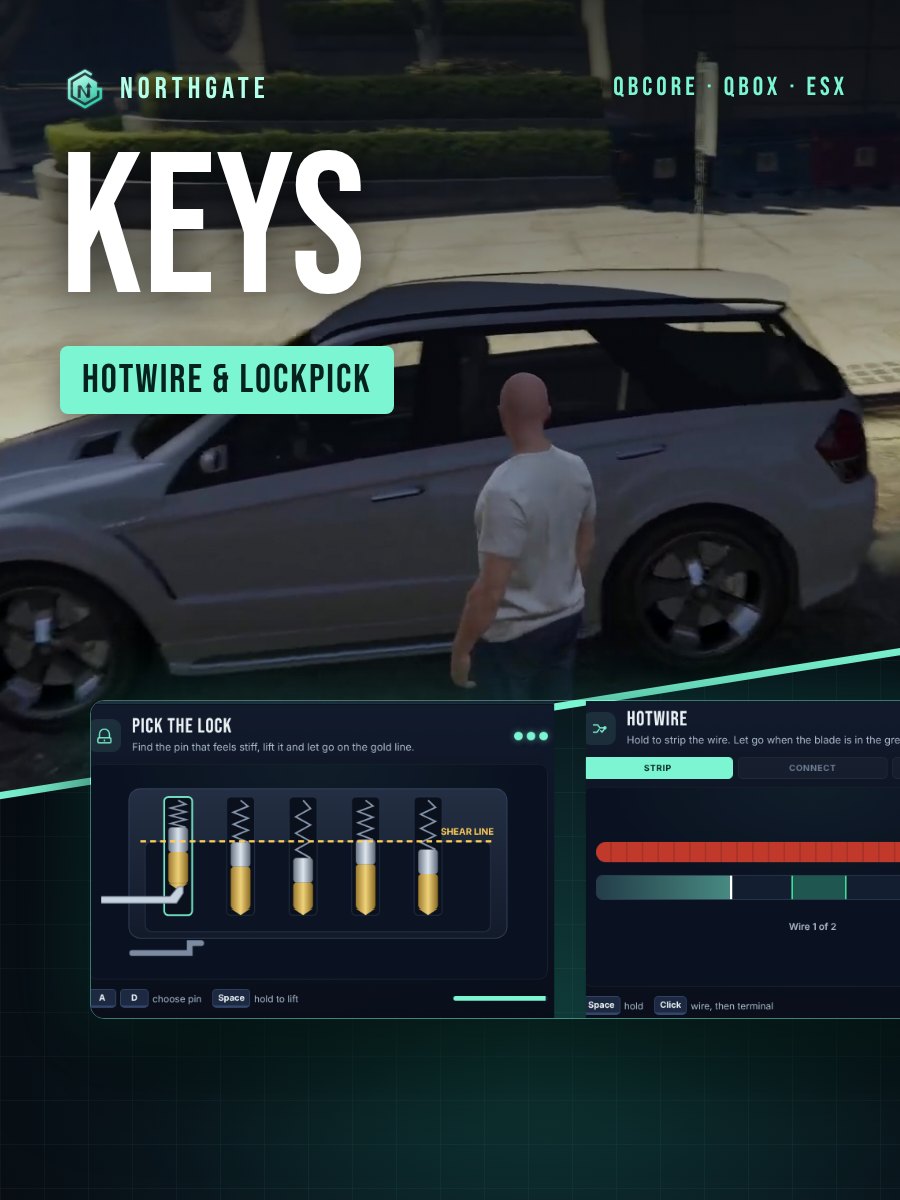 NORTHGATE
QBCORE · QBOX · ESX
KEYS
HOTWIRE & LOCKPICK
PICK THE LOCK
Find the pin that feels stiff, lift it and let go on the gold line.
SHEAR LINE
A D choose pin Space hold to lift
HOTWIRE
Hold to strip the wire. Let go when the blade is in the gre
STRIP CONNECT
Wire 1 of 2
Space hold Click wire, then terminal